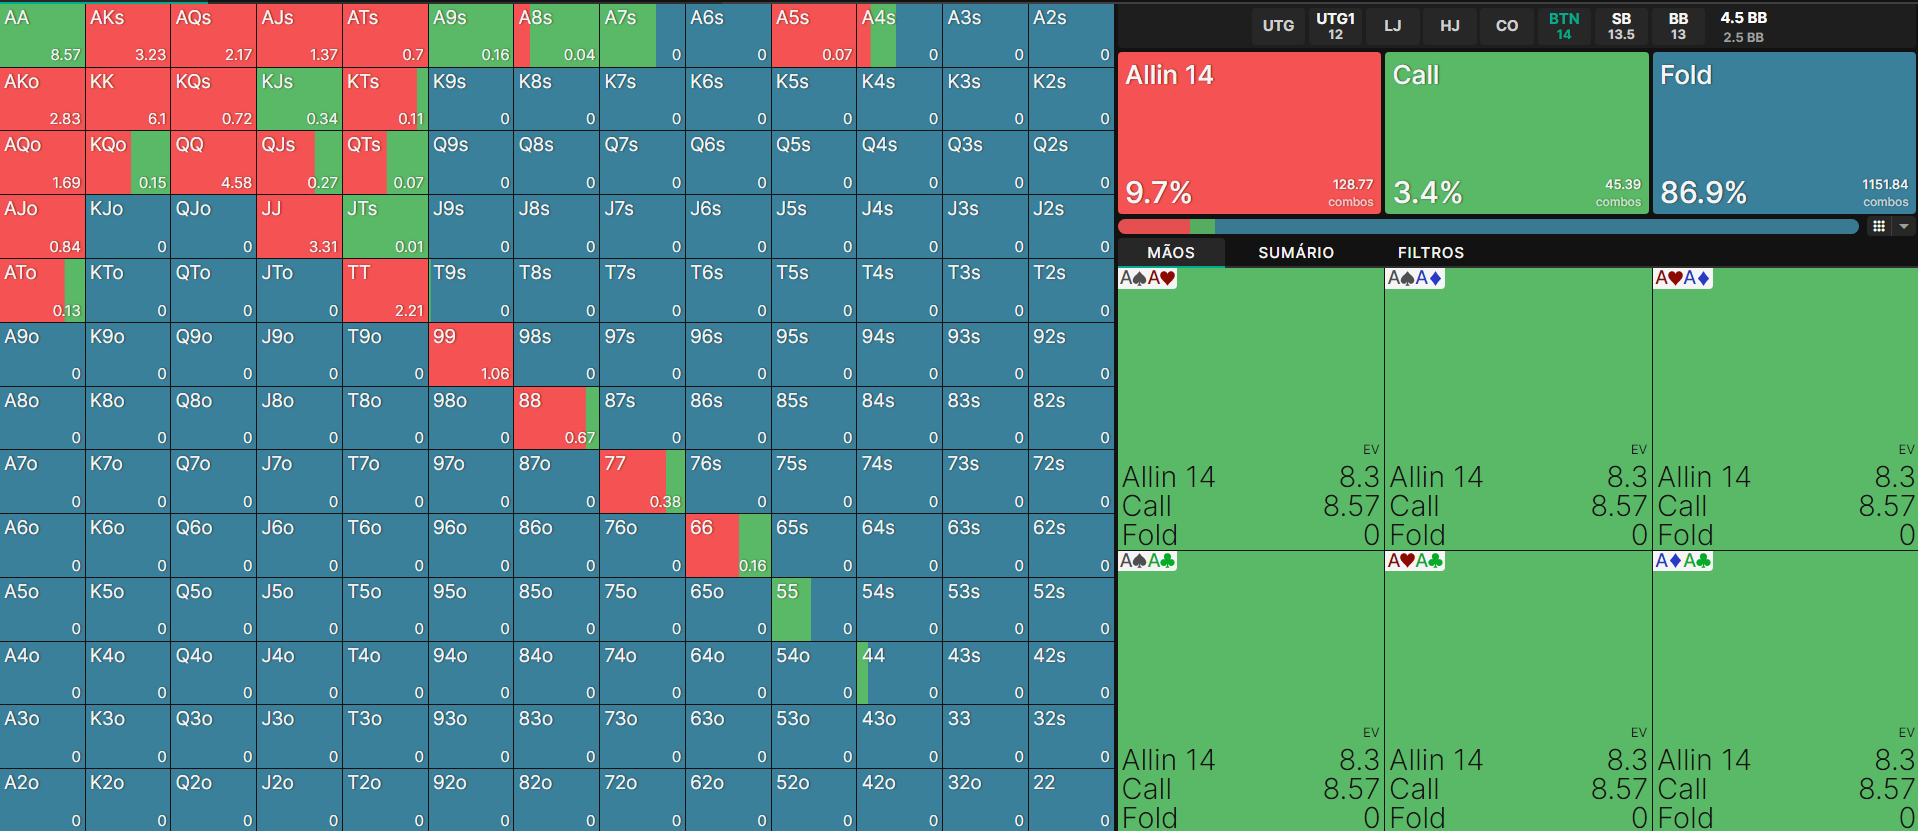 AA AKs AQs AJs ATs A9s A8s A7s A6s A5s A4s A3s A2s
8.57 3.23 2.17 1.37 0.7 0.16 0.04 0 0 0.07 0 0 0
AKo KK KQs KJs KTs K9s K8s K7s K6s K5s K4s K3s K2s
2.83 6.1 0.72 0.34 0.11 0 0 0 0 0 0 0 0
AQo KQo QQ QJs QTs Q9s Q8s Q7s Q6s Q5s Q4s Q3s Q2s
1.69 0.15 4.58 0.27 0.07 0 0 0 0 0 0 0 0
AJo KJo QJo JJ JTs J9s J8s J7s J6s J5s J4s J3s J2s
0.84 0 0 3.31 0.01 0 0 0 0 0 0 0 0
ATo KTo QTo JTo TT T9s T8s T7s T6s T5s T4s T3s T2s
0.13 0 0 0 2.21 0 0 0 0 0 0 0 0
A9o K9o Q9o J9o T9o 99 98s 97s 96s 95s 94s 93s 92s
0 0 0 0 0 1.06 0 0 0 0 0 0 0
A8o K8o Q8o J8o T8o 98o 88 87s 86s 85s 84s 83s 82s
0 0 0 0 0 0 0.67 0 0 0 0 0 0
A7o K7o Q7o J7o T7o 97o 87o 77 76s 75s 74s 73s 72s
0 0 0 0 0 0 0 0.38 0 0 0 0 0
A6o K6o Q6o J6o T6o 96o 86o 76o 66 65s 64s 63s 62s
0 0 0 0 0 0 0 0 0.16 0 0 0 0
A5o K5o Q5o J5o T5o 95o 85o 75o 65o 55 54s 53s 52s
0 0 0 0 0 0 0 0 0 0 0 0 0
A4o K4o Q4o J4o T4o 94o 84o 74o 64o 54o 44 43s 42s
0 0 0 0 0 0 0 0 0 0 0 0 0
A3o K3o Q3o J3o T3o 93o 83o 73o 63o 53o 43o 33 32s
0 0 0 0 0 0 0 0 0 0 0 0 0
A2o K2o Q2o J2o T2o 92o 82o 72o 62o 52o 42o 32o 22
0 0 0 0 0 0 0 0 0 0 0 0 0
UTG UTG1 LJ HJ CO BTN SB BB 4.5 BB
12 14 13.5 13 2.5 BB
Allin 14 Call Fold
9.7% 128.77 combos 3.4% 45.39 combos 86.9% 1151.84 combos
MÃOS SUMÁRIO FILTROS
A♠A♥ A♠A♦ A♥A♦
EV EV EV
Allin 14 8.3 Allin 14 8.3 Allin 14 8.3
Call 8.57 Call 8.57 Call 8.57
Fold 0 Fold 0 Fold 0
A♠A♣ A♥A♣ A♦A♣
EV EV EV
Allin 14 8.3 Allin 14 8.3 Allin 14 8.3
Call 8.57 Call 8.57 Call 8.57
Fold 0 Fold 0 Fold 0